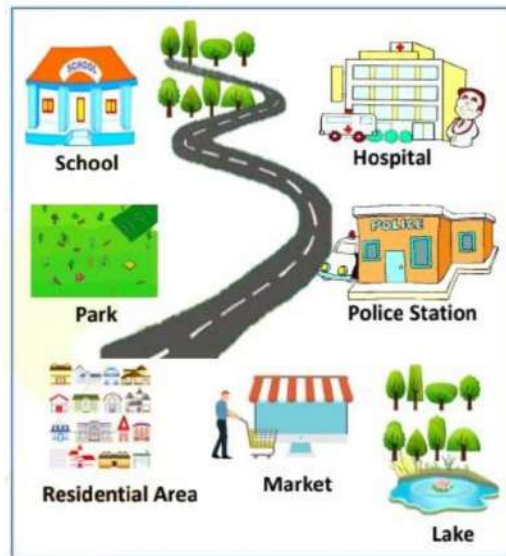 SCHOOL
School
Hospital
POLICE
Park
Police Station
Residential Area
Market
Lake